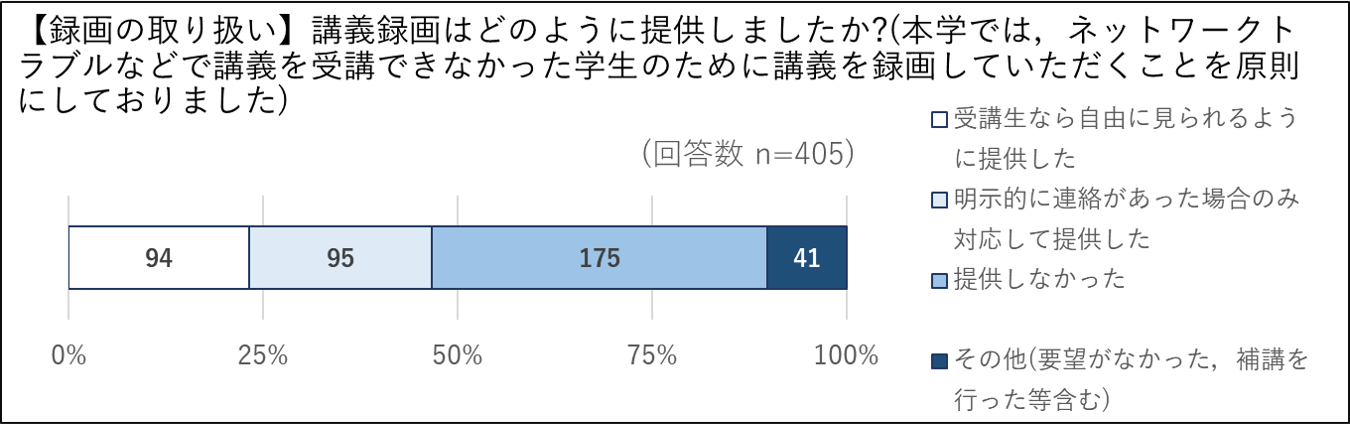 【録画の取り扱い】講義録画はどのように提供しましたか?(本学では，ネットワークト
ラブルなどで講義を受講できなかった学生のために講義を録画していただくことを原則
にしておりました)
(回答数 n=405)
94
95
175
41
0%
25%
50%
75%
100%
受講生なら自由に見られるよう
に提供した
明示的に連絡があった場合のみ
対応して提供した
提供しなかった
その他(要望がなかった，補講を
行った等含む)